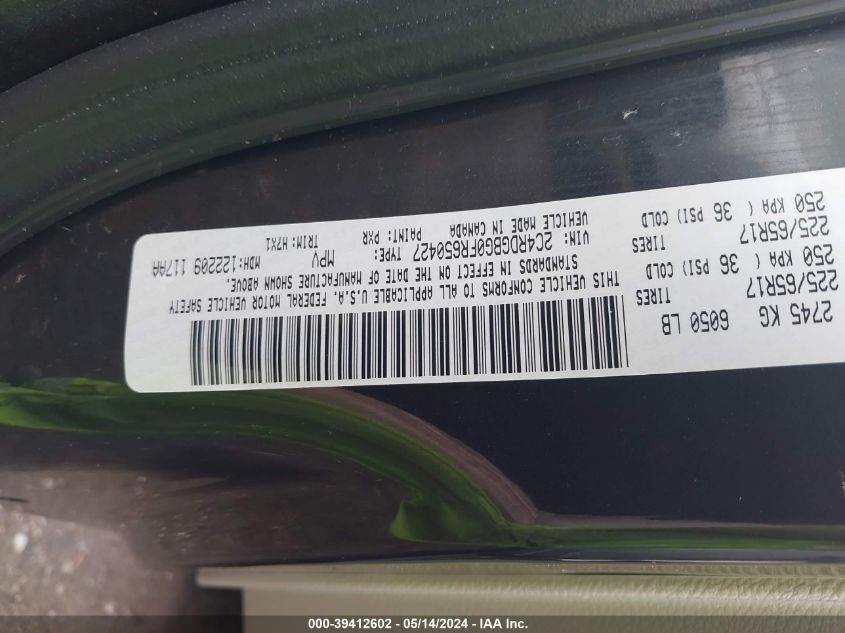 2745 KG ( 6050 LB
225/65R17 TIRES
250 KPA ( 36 PSI) COLD
225/65R17 TIRES
250 KPA ( 36 PSI) COLD
THIS VEHICLE CONFORMS TO ALL APPLICABLE U.S.A. FEDERAL MOTOR VEHICLE SAFETY
STANDARDS IN EFFECT ON THE DATE OF MANUFACTURE SHOWN ABOVE.
VIN: 2C4RDGBG0FR650427 TYPE: MPV MDH:122209 117AA
VEHICLE MADE IN CANADA PAINT: PXR TRIM: H7X1
000-39412602 - 05/14/2024 - IAA Inc.